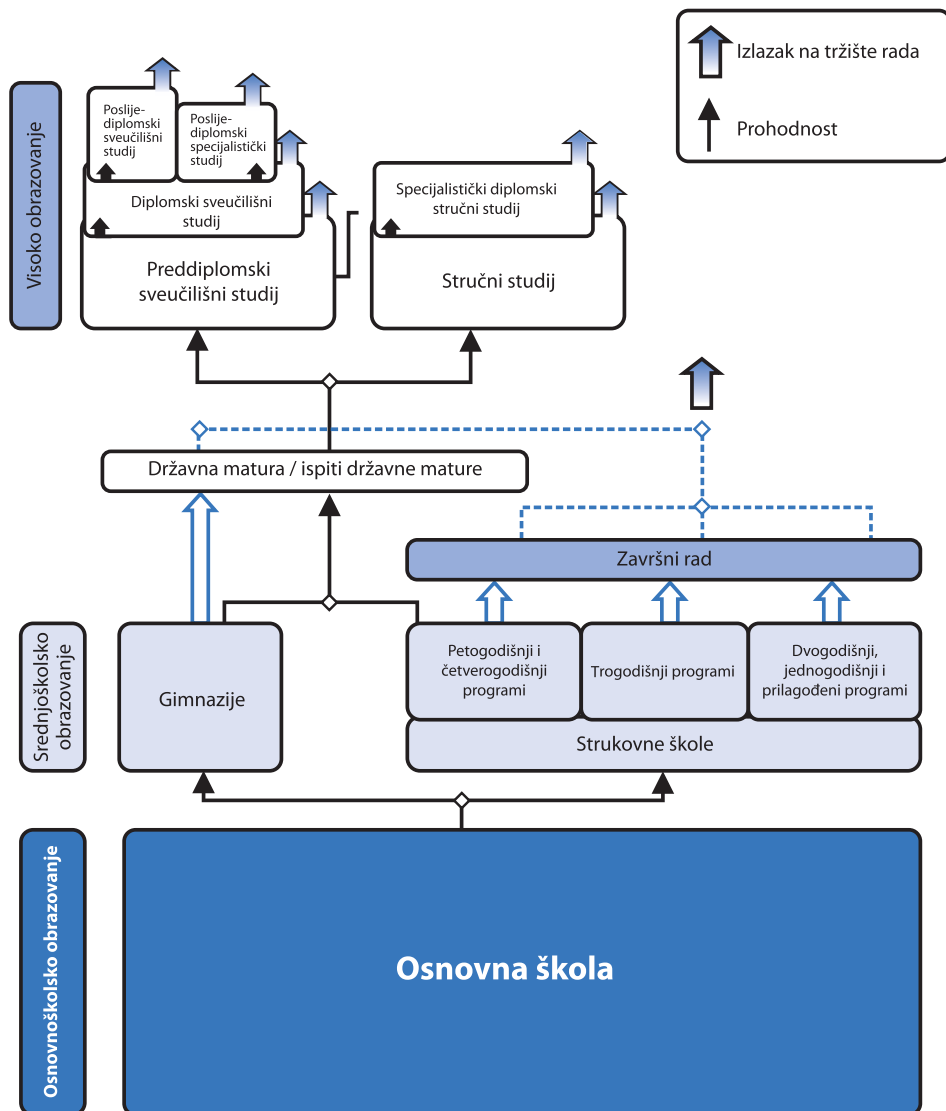 Izlazak na tržište rada
Prohodnost
Visoko obrazovanje
Poslije-
diplomski
sveučilišni
studij
Poslije-
diplomski
specijalistički
studij
Diplomski sveučilišni
studij
Preddiplomski
sveučilišni studij
Specijalistički diplomski
stručni studij
Stručni studij
Državna matura / ispiti državne mature
Završni rad
Srednjoškolsko
obrazovanje
Gimnazije
Petogodišnji i
četverogodišnji
programi
Trogodišnji programi
Dvogodišnji,
jednogodišnji i
prilagođeni programi
Strukovne škole
Osnovnoškolsko obrazovanje
Osnovna škola